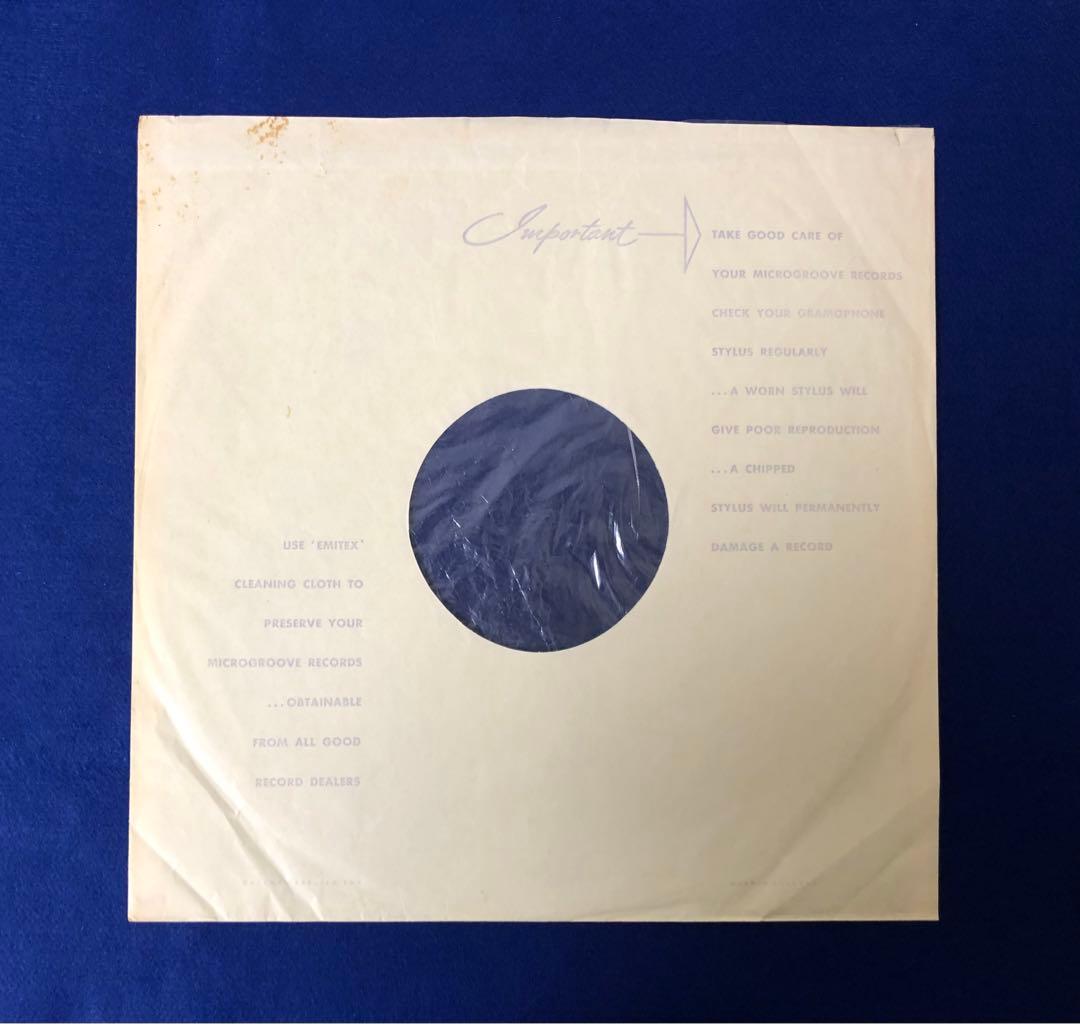 Important
TAKE GOOD CARE OF
YOUR MICROGROOVE RECORDS
CHECK YOUR GRAMOPHONE
STYLUS REGULARLY
...A WORN STYLUS WILL
GIVE POOR REPRODUCTION
...A CHIPPED
STYLUS WILL PERMANENTLY
DAMAGE A RECORD
USE 'EMITEX'
CLEANING CLOTH TO
PRESERVE YOUR
MICROGROOVE RECORDS
...OBTAINABLE
FROM ALL GOOD
RECORD DEALERS